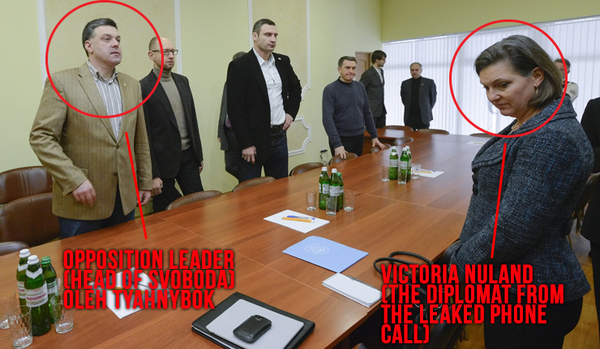 OPPOSITION LEADER
(HEAD OF SVOBODA)
OLEH TYAHNYBOK
VICTORIA NULAND
(THE DIPLOMAT FROM
THE LEAKED PHONE
CALL)